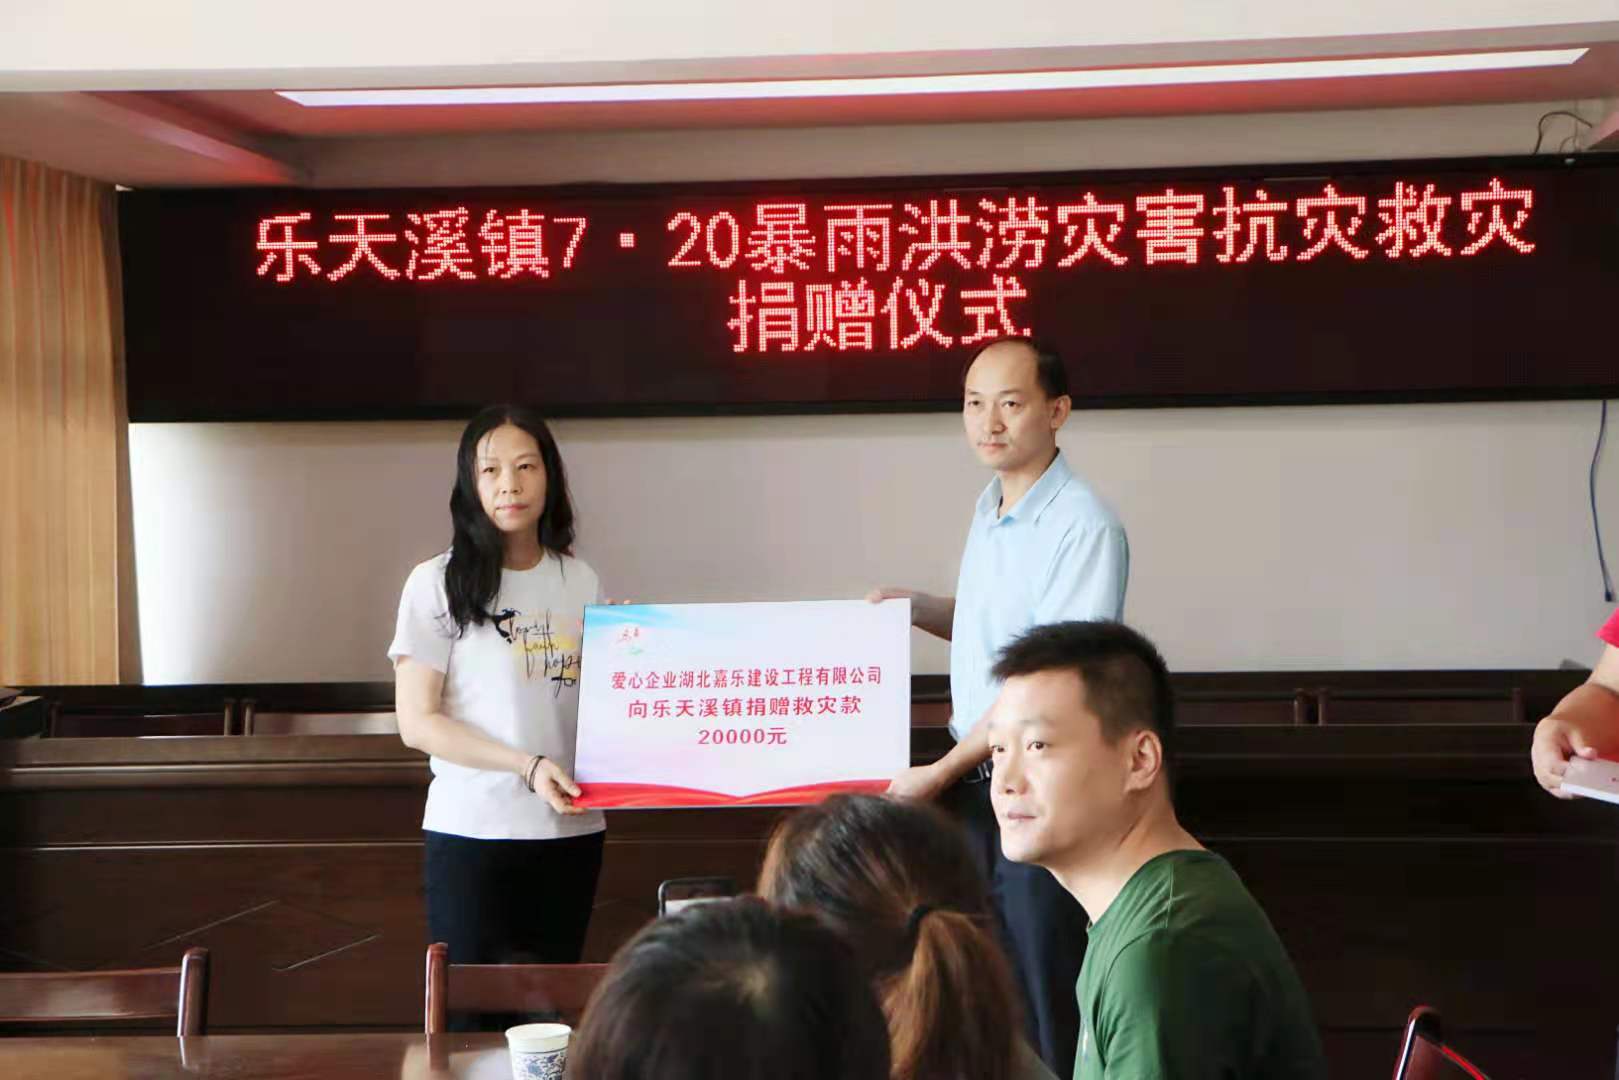 乐天溪镇7·20暴雨洪涝灾害抗灾救灾
捐赠仪式
爱心企业湖北嘉乐建设工程有限公司
向乐天溪镇捐赠救灾款
20000元